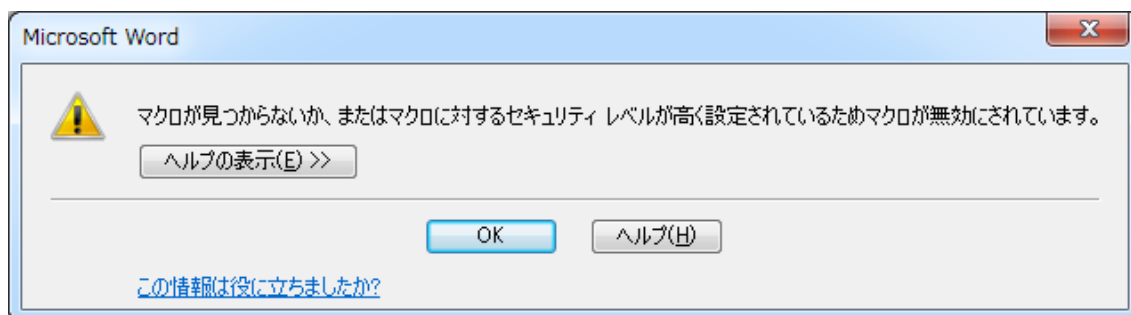 Microsoft Word
マクロが見つからないか、またはマクロに対するセキュリティ レベルが高く設定されているためマクロが無効にされています。
ヘルプの表示(E) >>
OK
ヘルプ(H)
この情報は役に立ちましたか?